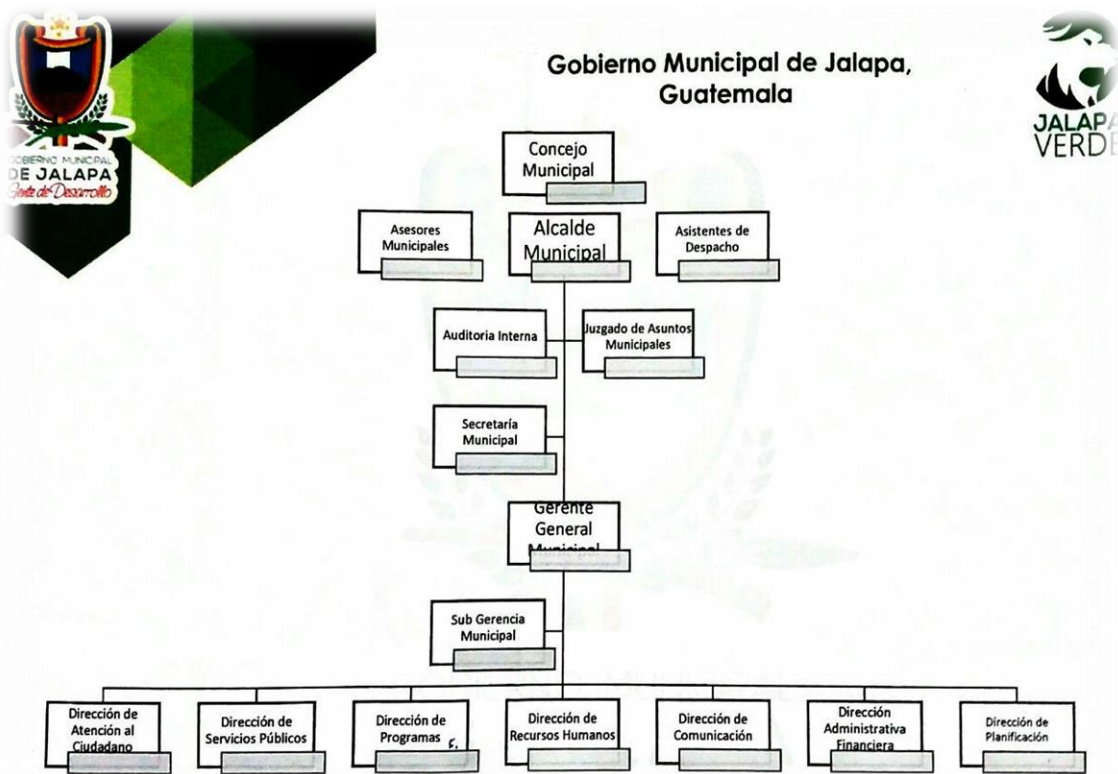 Gobierno Municipal de Jalapa,
Guatemala
GOBIERNO MUNICIPAL
DE JALAPA
Gente de Desarrollo
JALAPA
VERDE
Concejo
Municipal
Asesores
Municipales
Alcalde
Municipal
Asistentes de
Despacho
Auditoria Interna
Juzgado de Asuntos
Municipales
Secretaría
Municipal
Gerente
General
Municipal
Sub Gerencia
Municipal
Dirección de
Atención al
Ciudadano
Dirección de
Servicios Públicos
Dirección de
Programas
Dirección de
Recursos Humanos
Dirección de
Comunicación
Dirección
Administrativa
Financiera
Dirección de
Planificación
GOBIERNO MUNICIPAL